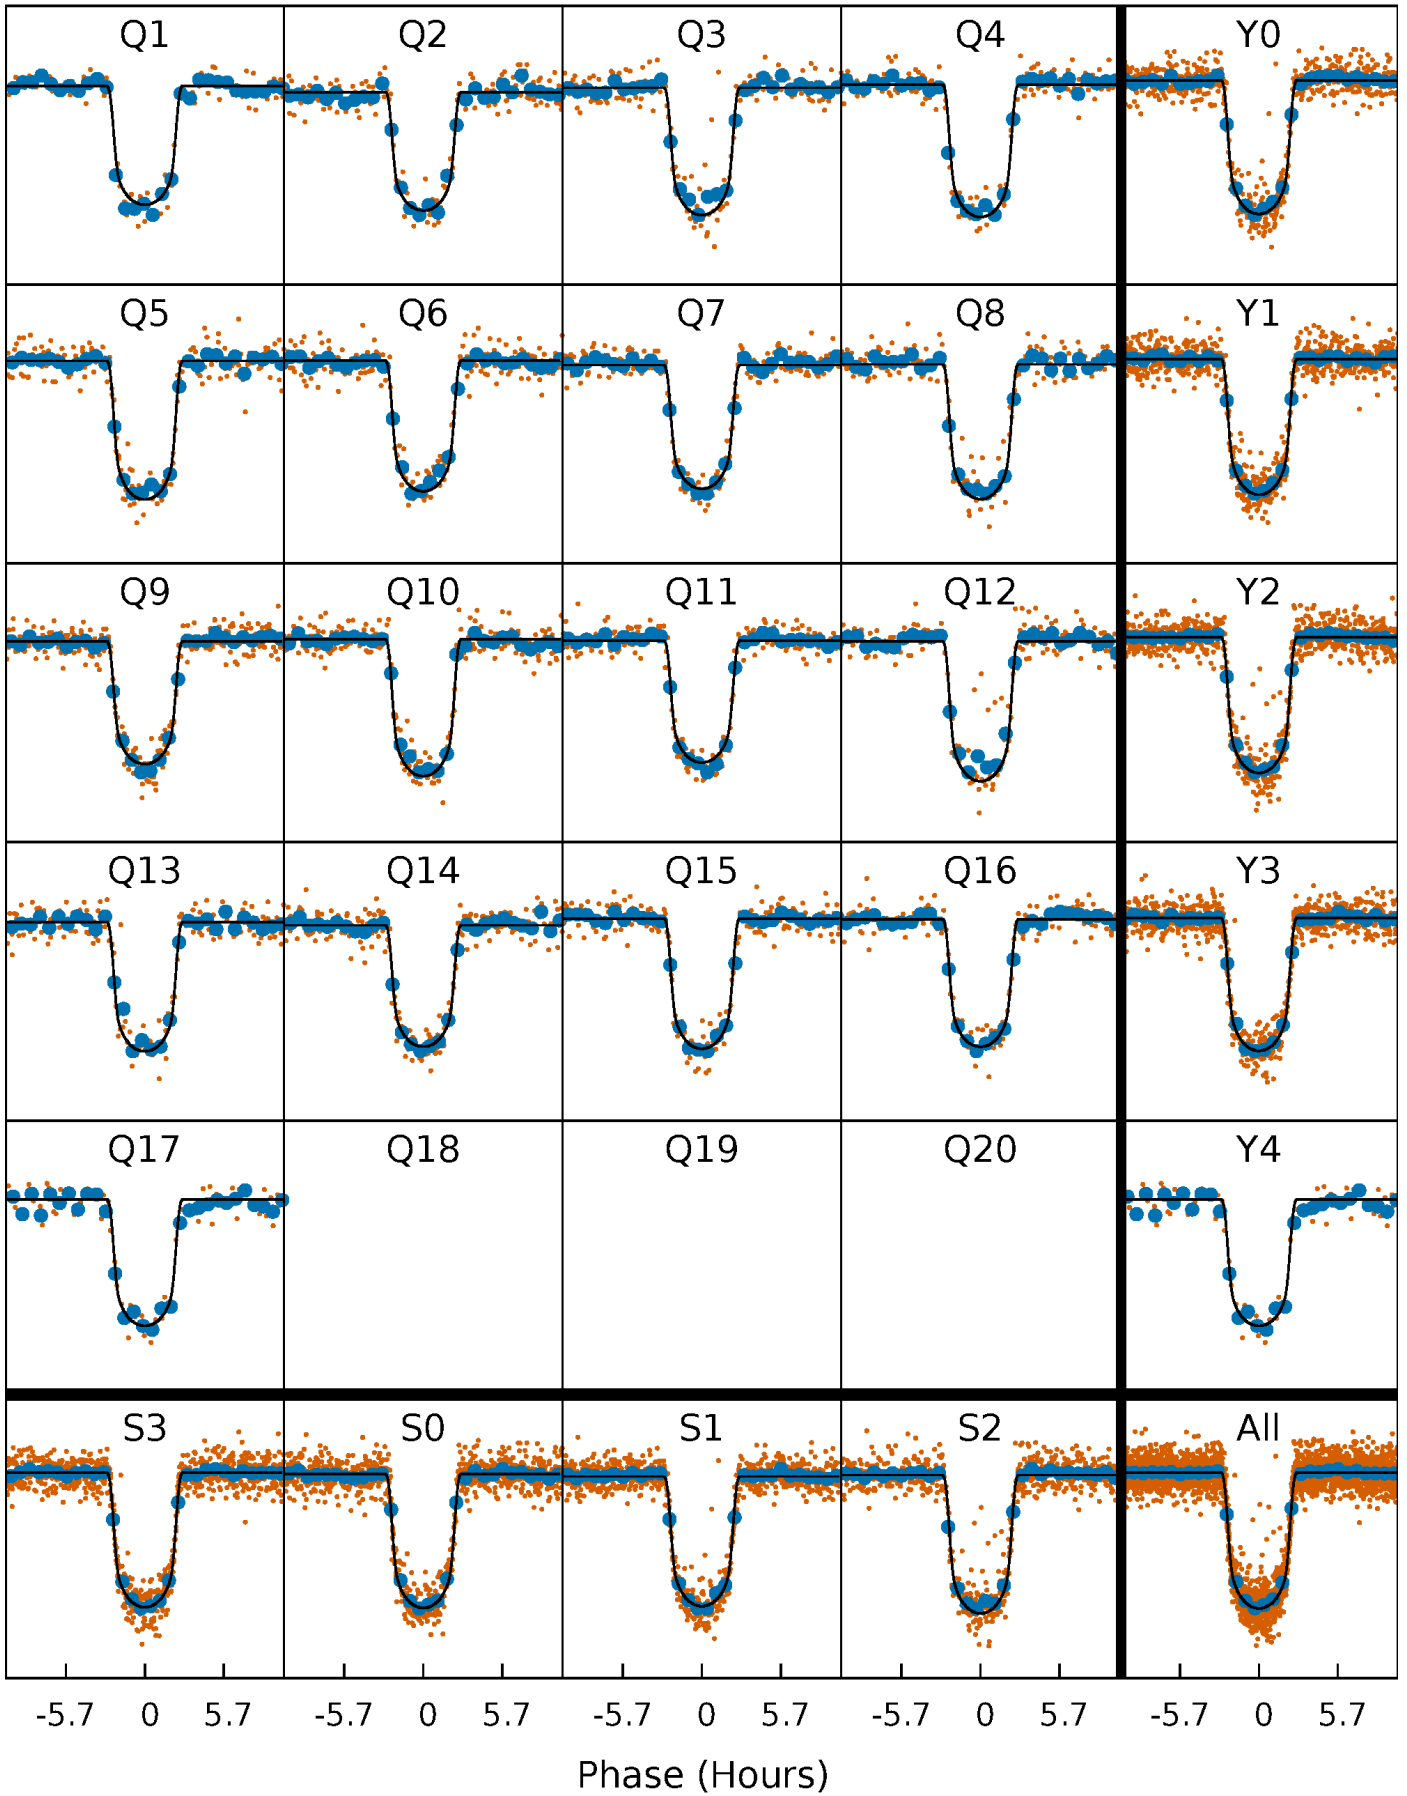 Q1 Q2 Q3 Q4 Y0
Q5 Q6 Q7 Q8 Y1
Q9 Q10 Q11 Q12 Y2
Q13 Q14 Q15 Q16 Y3
Q17 Q18 Q19 Q20 Y4
S3 S0 S1 S2 All
-5.7 0 5.7 -5.7 0 5.7 -5.7 0 5.7 -5.7 0 5.7 -5.7 0 5.7
Phase (Hours)